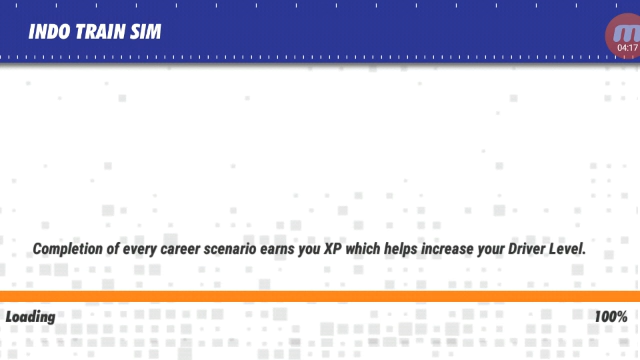 INDO TRAIN SIM
04:17
Completion of every career scenario earns you XP which helps increase your Driver Level.
Loading 100%